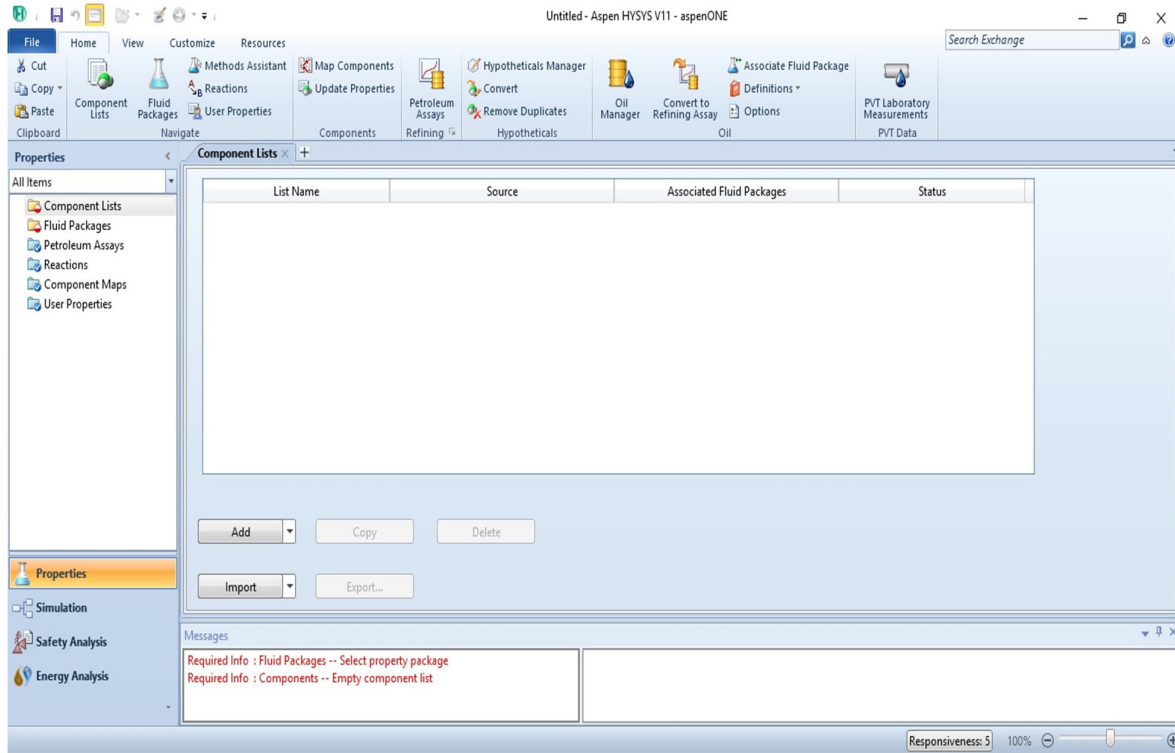 Untitled - Aspen HYSYS V11 - aspenONE
File Home View Customize Resources
Search Exchange
Cut
Copy
Paste
Clipboard
Component Lists
Fluid Packages
Methods Assistant
Reactions
User Properties
Navigate
Map Components
Update Properties
Components
Petroleum Assays
Refining
Hypotheticals Manager
Convert
Remove Duplicates
Hypotheticals
Oil Manager
Convert to Refining Assay
Associate Fluid Package
Definitions
Options
Oil
PVT Laboratory Measurements
PVT Data
Properties
All Items
Component Lists
Fluid Packages
Petroleum Assays
Reactions
Component Maps
User Properties
Properties
Simulation
Safety Analysis
Energy Analysis
Component Lists
List Name Source Associated Fluid Packages Status
Add Copy Delete
Import Export...
Messages
Required Info : Fluid Packages -- Select property package
Required Info : Components -- Empty component list
Responsiveness: 5 100%